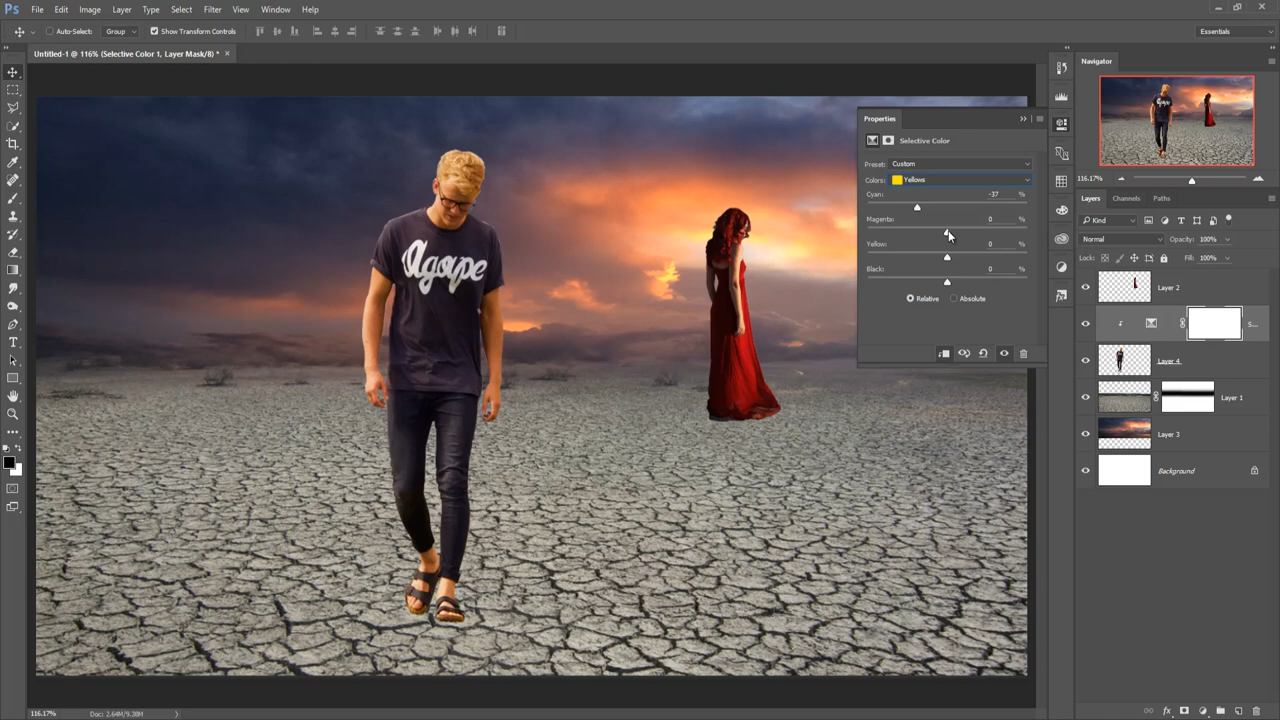 Ps File Edit Image Layer Type Select Filter View Window Help
Auto-Select: Group Show Transform Controls Essentials
Untitled-1 @ 116% (Selective Color 1, Layer Mask/8) * ×
Navigator
Properties
Selective Color
Preset: Custom
Colors: Yellows
Cyan: -37 %
Magenta: 0 %
Yellow: 0 %
Black: 0 %
Relative Absolute
116.17%
Layers Channels Paths
Kind
Normal Opacity: 100%
Lock: Fill: 100%
Layer 2
S...
Layer 4
Layer 1
Layer 3
Background
Agape
116.17% Doc: 2.64M/9.38M